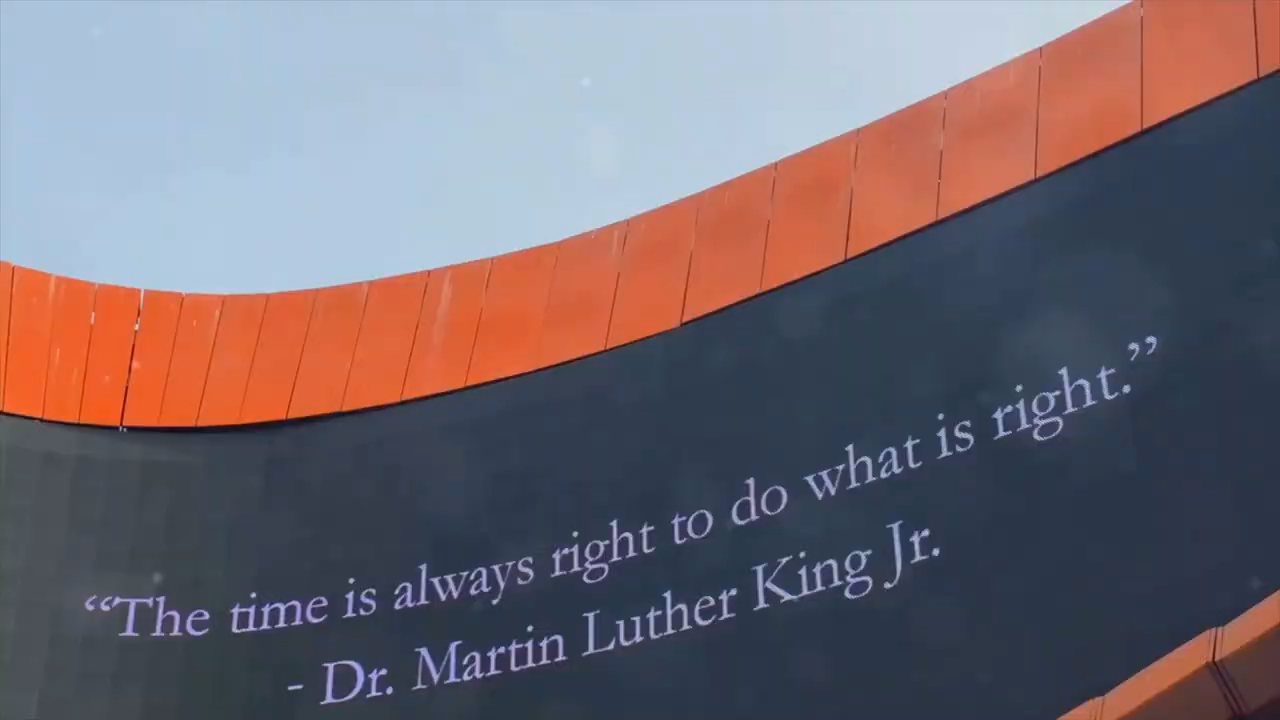 “The time is always right to do what is right.”
- Dr. Martin Luther King Jr.